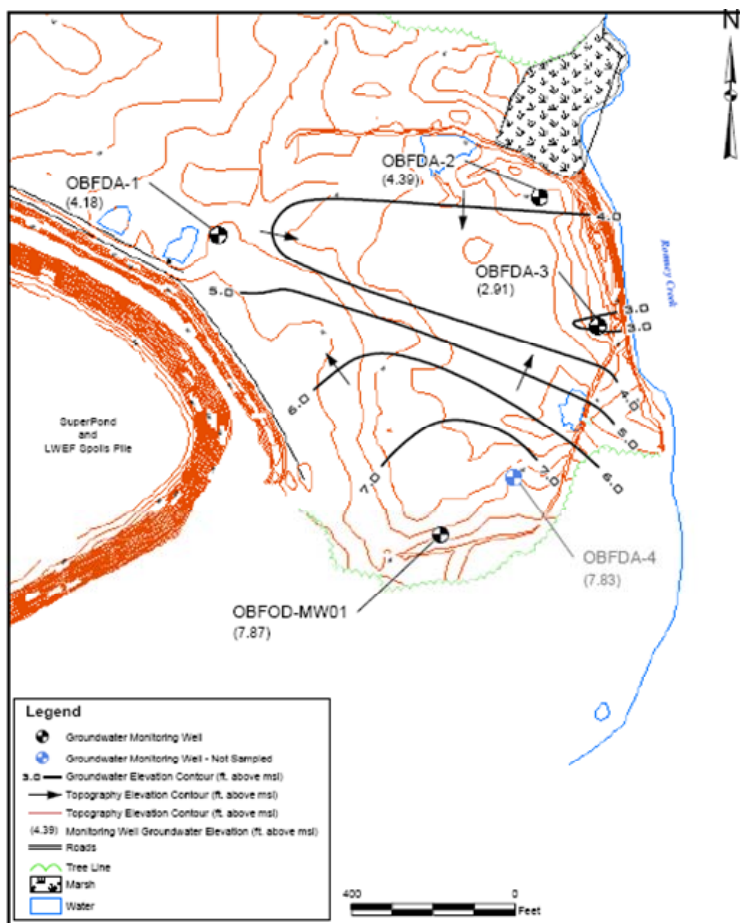 N
OBFDA-1
(4.18)
OBFDA-2
(4.39)
4.0
Romney Creek
OBFDA-3
(2.91)
5.0
3.0
3.0
6.0
4.0
5.0
SuperPond
and
LWEF Spoils Pile
7.0
7.0
6.0
OBFDA-4
(7.83)
OBFOD-MW01
(7.87)
Legend
Groundwater Monitoring Well
Groundwater Monitoring Well - Not Sampled
3.0 Groundwater Elevation Contour (ft. above msl)
Topography Elevation Contour (ft. above msl)
Topography Elevation Contour (ft. above msl)
(4.39) Monitoring Well Groundwater Elevation (ft. above msl)
Roads
Tree Line
Marsh
Water
400 0
Feet